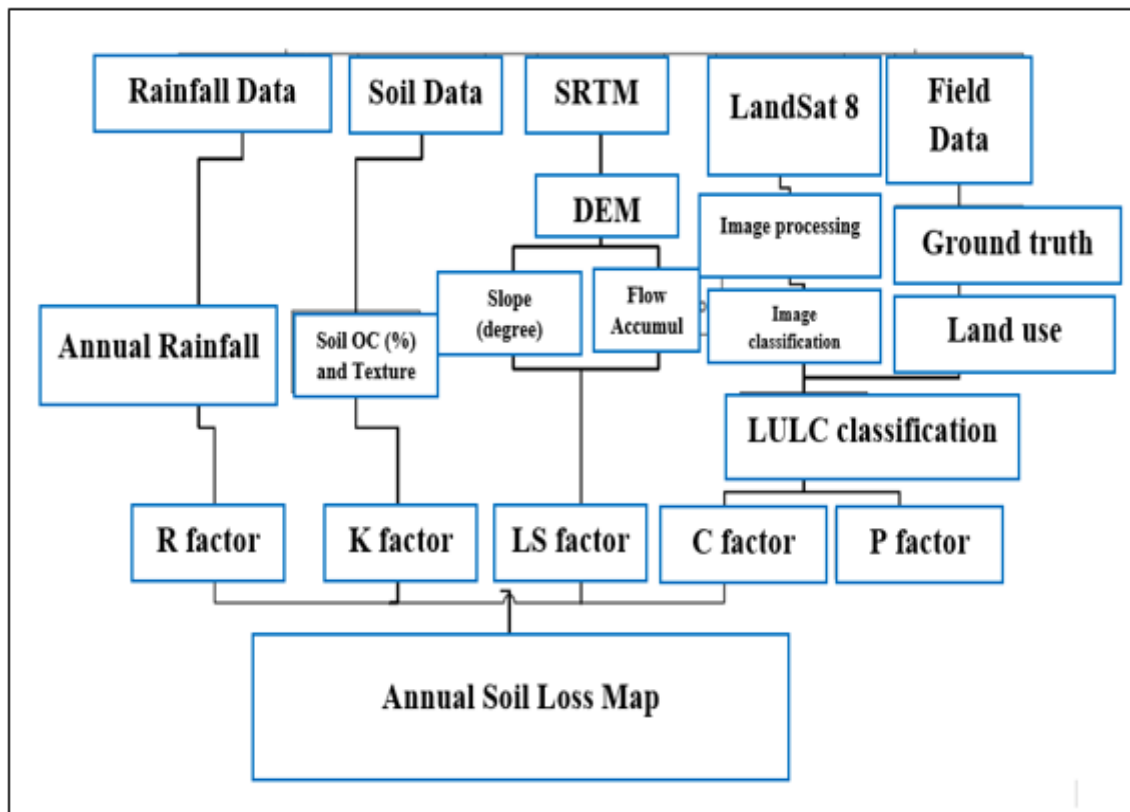 Rainfall Data
Soil Data
SRTM
LandSat 8
Field
Data
DEM
Image processing
Ground truth
Slope
(degree)
Flow
Accumul
Image
classification
Land use
Annual Rainfall
Soil OC (%)
and Texture
LULC classification
R factor
K factor
LS factor
C factor
P factor
Annual Soil Loss Map